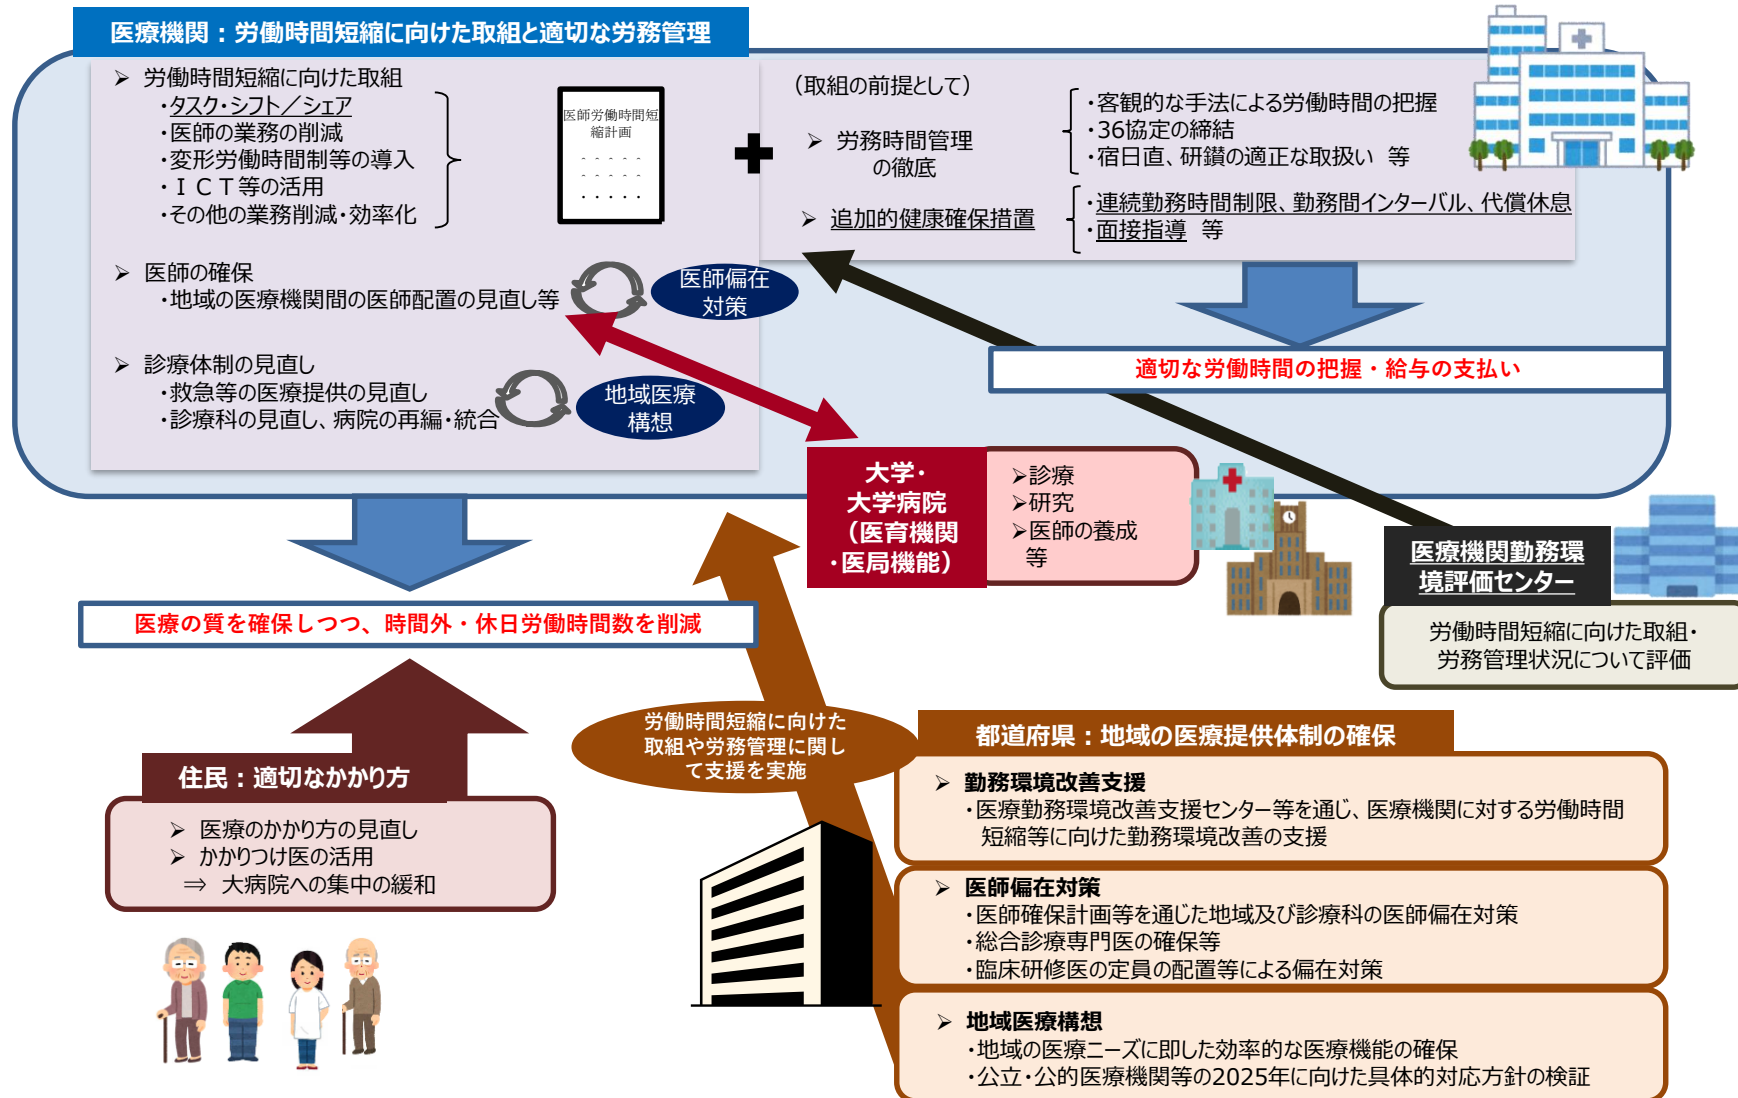 医療機関：労働時間短縮に向けた取組と適切な労務管理
➢ 労働時間短縮に向けた取組
・タスク・シフト／シェア
・医師の業務の削減
・変形労働時間制等の導入
・ＩＣＴ等の活用
・その他の業務削減・効率化
医師労働時間短
縮計画
- - - - -
- - - - -
・・・・・
➢ 医師の確保
・地域の医療機関間の医師配置の見直し等
医師偏在
対策
➢ 診療体制の見直し
・救急等の医療提供の見直し
・診療科の見直し、病院の再編・統合
地域医療
構想
（取組の前提として）
➢ 労務時間管理
の徹底
・客観的な手法による労働時間の把握
・36協定の締結
・宿日直、研鑽の適正な取扱い 等
➢ 追加的健康確保措置
・連続勤務時間制限、勤務間インターバル、代償休息
・面接指導 等
適切な労働時間の把握・給与の支払い
大学・
大学病院
（医育機関
・医局機能）
➢診療
➢研究
➢医師の養成
等
医療機関勤務環
境評価センター
労働時間短縮に向けた取組・
労務管理状況について評価
医療の質を確保しつつ、時間外・休日労働時間数を削減
住民：適切なかかり方
➢ 医療のかかり方の見直し
➢ かかりつけ医の活用
⇒ 大病院への集中の緩和
労働時間短縮に向けた
取組や労務管理に関し
て支援を実施
都道府県：地域の医療提供体制の確保
➢ 勤務環境改善支援
・医療勤務環境改善支援センター等を通じ、医療機関に対する労働時間
短縮等に向けた勤務環境改善の支援
➢ 医師偏在対策
・医師確保計画等を通じた地域及び診療科の医師偏在対策
・総合診療専門医の確保等
・臨床研修医の定員の配置等による偏在対策
➢ 地域医療構想
・地域の医療ニーズに即した効率的な医療機能の確保
・公立・公的医療機関等の2025年に向けた具体的対応方針の検証